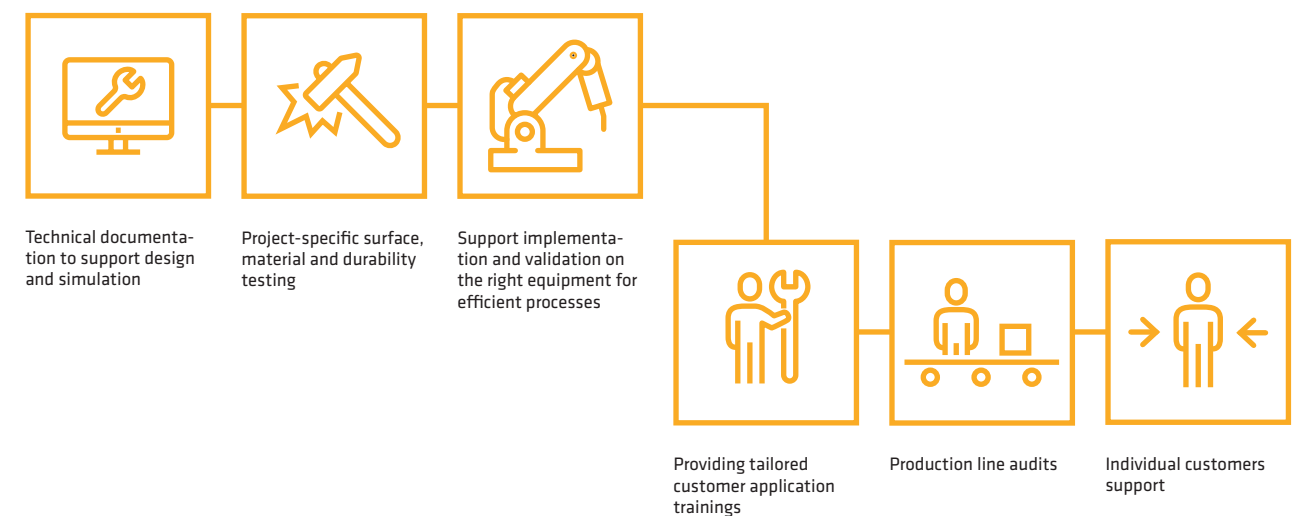 Technical documenta-
tion to support design
and simulation
Project-specific surface,
material and durability
testing
Support implementa-
tion and validation on
the right equipment for
efficient processes
Providing tailored
customer application
trainings
Production line audits
Individual customers
support